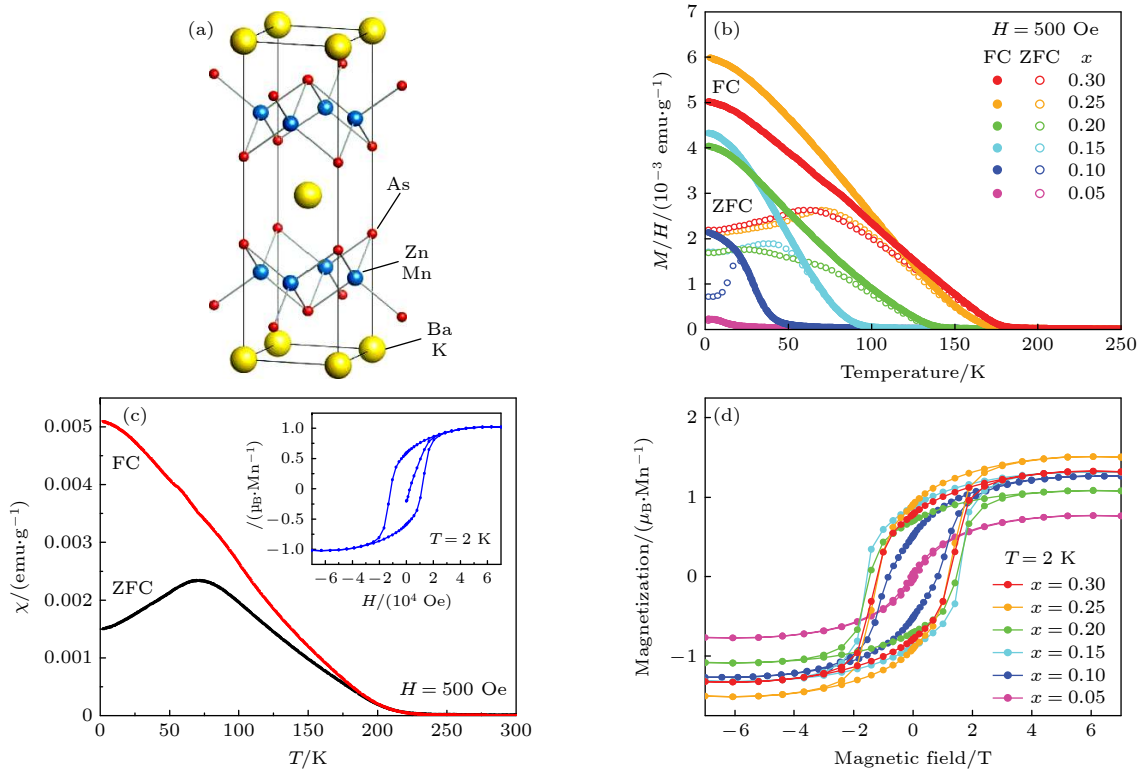 (a)
As
Zn
Mn
Ba
K
(b)
H = 500 Oe
FC ZFC x
0.30
0.25
0.20
0.15
0.10
0.05
FC
ZFC
7
6
5
4
3
2
1
0
0 50 100 150 200 250
M/H/(10⁻³ emu·g⁻¹)
Temperature/K
(c)
FC
ZFC
H = 500 Oe
0.005
0.004
0.003
0.002
0.001
0
0 50 100 150 200 250 300
χ/(emu·g⁻¹)
T/K
1.0
0.5
0
−0.5
−1.0
−6 −4 −2 0 2 4 6
/(μB·Mn⁻¹)
T = 2 K
H/(10⁴ Oe)
(d)
2
1
0
−1
−6 −4 −2 0 2 4 6
Magnetization/(μB·Mn⁻¹)
Magnetic field/T
T = 2 K
x = 0.30
x = 0.25
x = 0.20
x = 0.15
x = 0.10
x = 0.05